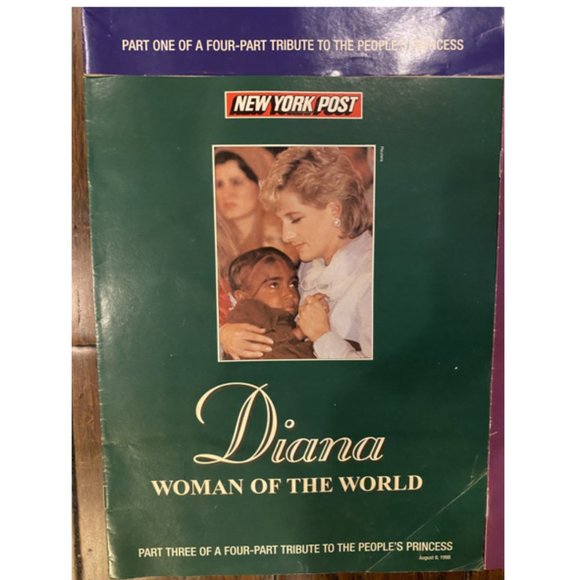 PART ONE OF A FOUR-PART TRIBUTE TO THE PEOPLE'S PRINCESS
NEW YORK POST
Diana
WOMAN OF THE WORLD
PART THREE OF A FOUR-PART TRIBUTE TO THE PEOPLE'S PRINCESS